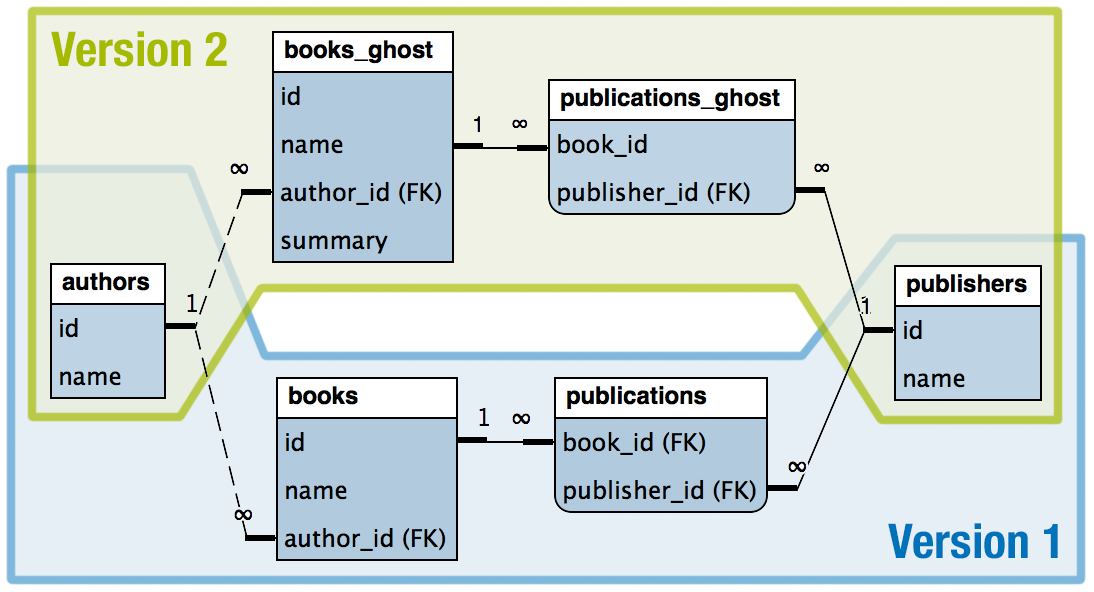 Version 2
books_ghost
id
name
author_id (FK)
summary
1
∞
publications_ghost
book_id
publisher_id (FK)
∞
∞
authors
id
name
1
publishers
id
name
1
books
id
name
author_id (FK)
∞
1
∞
publications
book_id (FK)
publisher_id (FK)
∞
Version 1